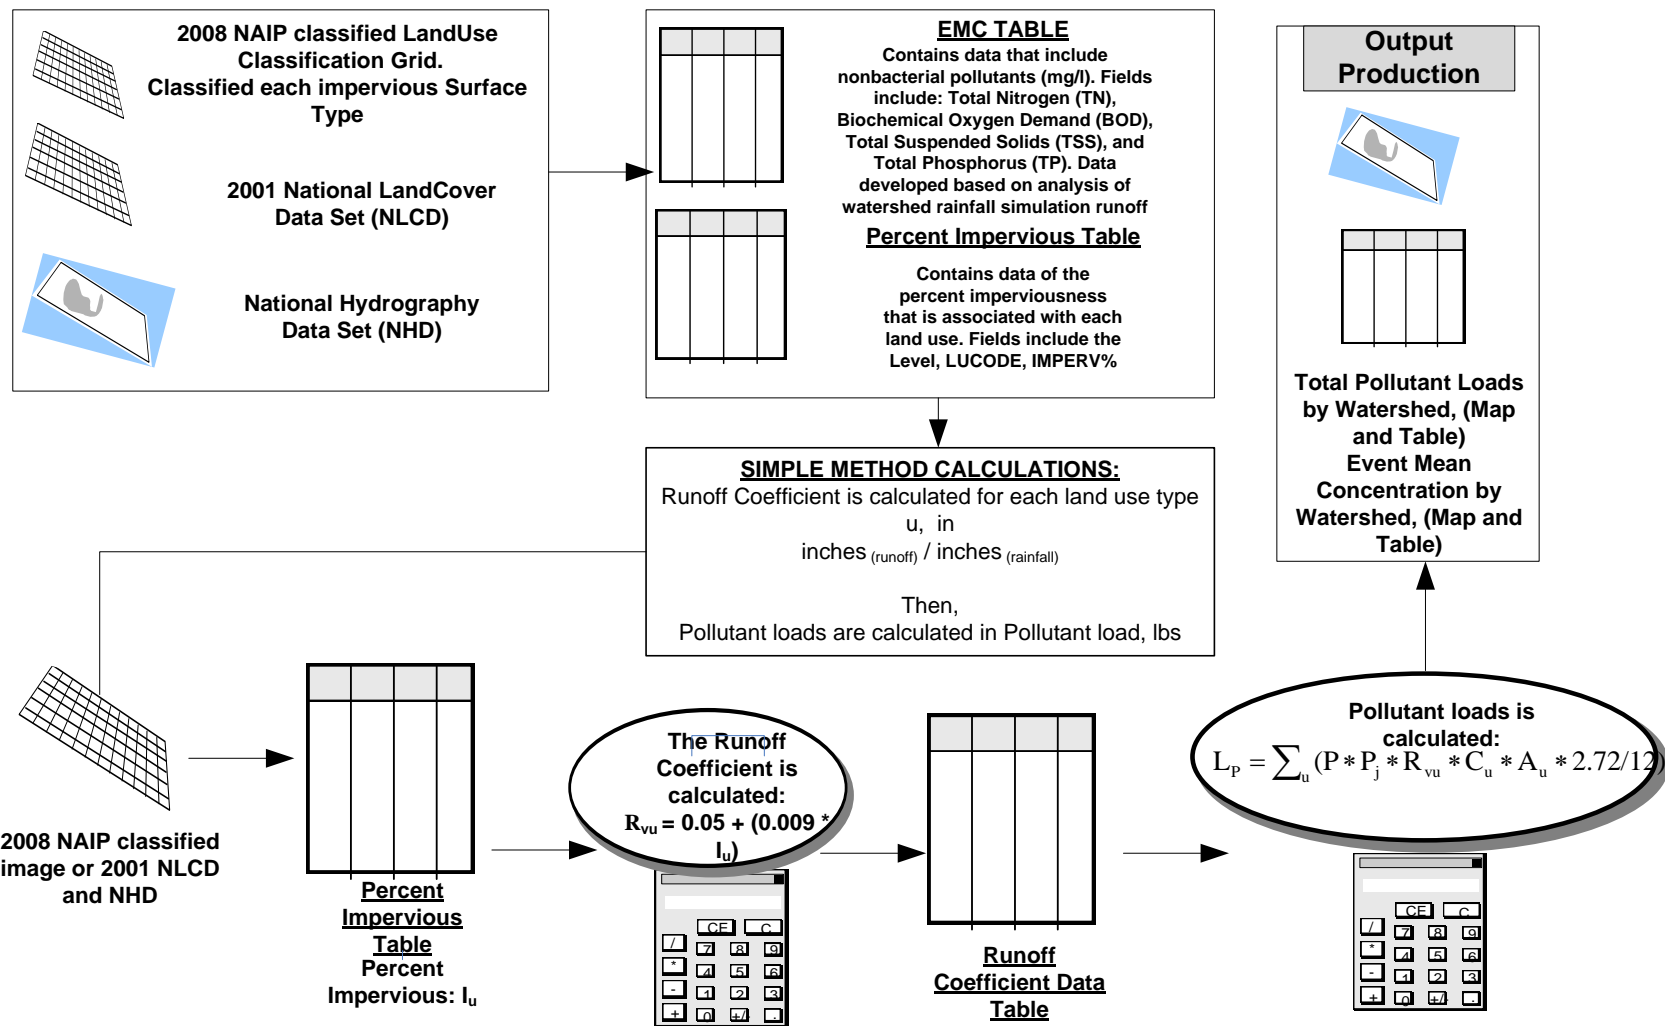 2008 NAIP classified LandUse
Classification Grid.
Classified each impervious Surface
Type
2001 National LandCover
Data Set (NLCD)
National Hydrography
Data Set (NHD)
EMC TABLE
Contains data that include
nonbacterial pollutants (mg/l). Fields
include: Total Nitrogen (TN),
Biochemical Oxygen Demand (BOD),
Total Suspended Solids (TSS), and
Total Phosphorus (TP). Data
developed based on analysis of
watershed rainfall simulation runoff
Percent Impervious Table
Contains data of the
percent imperviousness
that is associated with each
land use. Fields include the
Level, LUCODE, IMPERV%
Output
Production
Total Pollutant Loads
by Watershed, (Map
and Table)
Event Mean
Concentration by
Watershed, (Map and
Table)
SIMPLE METHOD CALCULATIONS:
Runoff Coefficient is calculated for each land use type
u, in
inches (runoff) / inches (rainfall)
Then,
Pollutant loads are calculated in Pollutant load, lbs
2008 NAIP classified
image or 2001 NLCD
and NHD
Percent
Impervious
Table
Percent
Impervious: Iu
The Runoff
Coefficient is
calculated:
Rvu = 0.05 + (0.009 *
Iu)
CE C
/ 7 8 9
* 4 5 6
- 1 2 3
+ 0 +/- .
Runoff
Coefficient Data
Table
Pollutant loads is
calculated:
LP = ∑u (P * Pj * Rvu * Cu * Au * 2.72/12)
CE C
/ 7 8 9
* 4 5 6
- 1 2 3
+ 0 +/- .